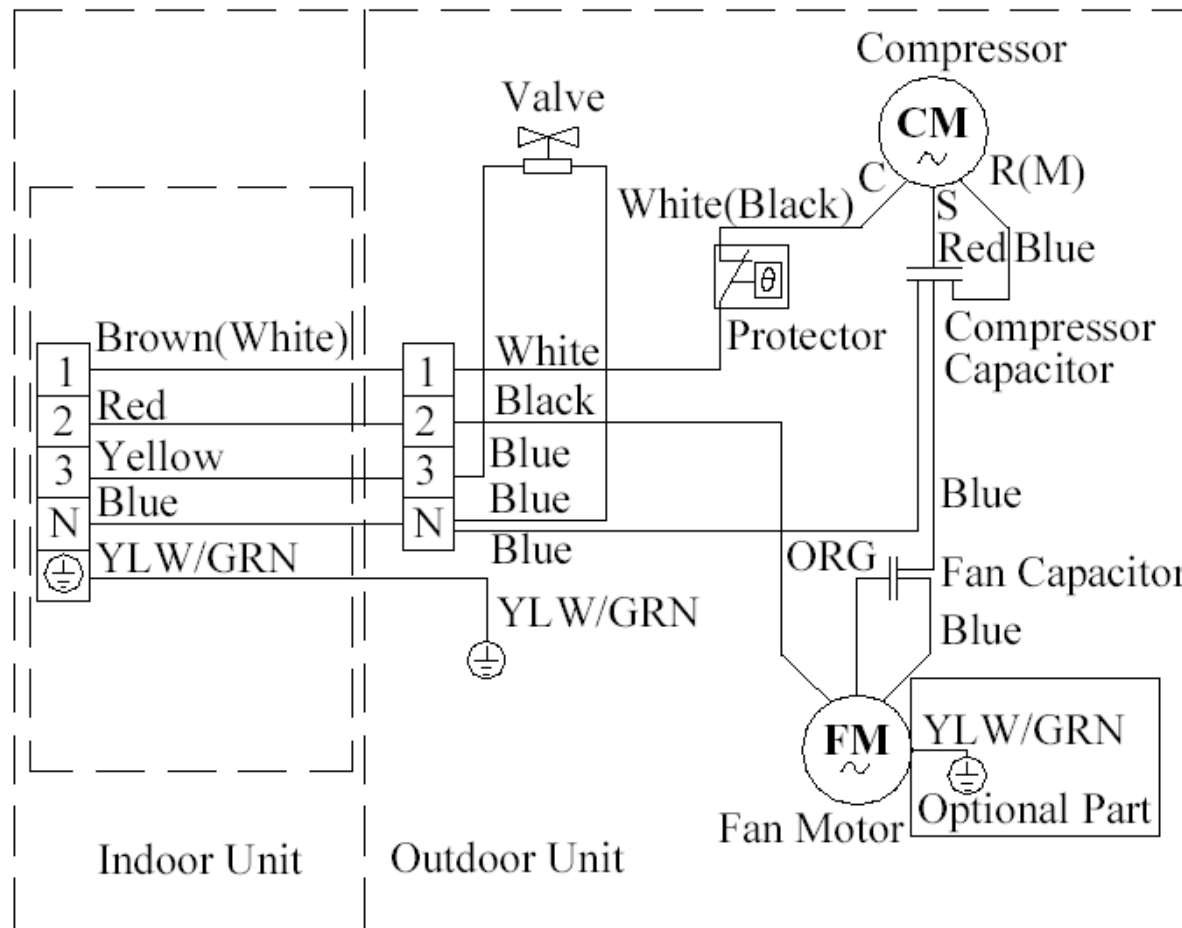 Compressor
Valve
CM
C
R(M)
White(Black)
S
Red Blue
θ
Protector
Compressor
Capacitor
Brown(White)
White
1
1
Red
Black
2
2
Yellow
Blue
3
3
Blue
Blue
N
N
Blue
Blue
YLW/GRN
ORG
Fan Capacitor
YLW/GRN
Blue
FM
YLW/GRN
Optional Part
Fan Motor
Indoor Unit
Outdoor Unit